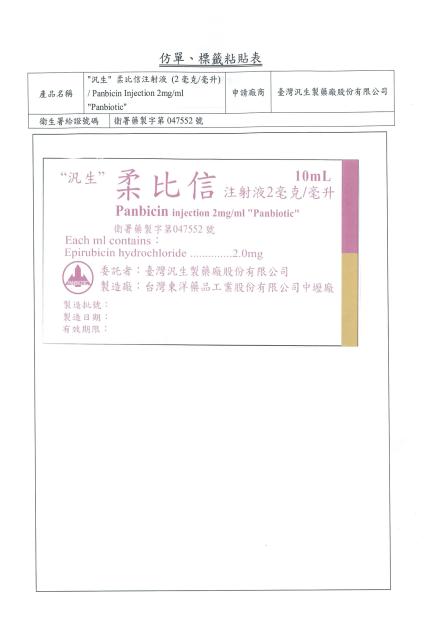 仿單、標籤粘貼表
產品名稱
"汎生" 柔比信注射液 (2 毫克/毫升)
/ Panbicin Injection 2mg/ml
"Panbiotic"
申請廠商
臺灣汎生製藥廠股份有限公司
衛生署給證號碼
衛署藥製字第 047552 號
“汎生” 柔比信 注射液2毫克/毫升
10mL
Panbicin injection 2mg/ml "Panbiotic"
衛署藥製字第047552 號
Each ml contains：
Epirubicin hydrochloride .............2.0mg
委託者：臺灣汎生製藥廠股份有限公司
製造廠：台灣東洋藥品工業股份有限公司中壢廠
製造批號：
製造日期：
有效期限：